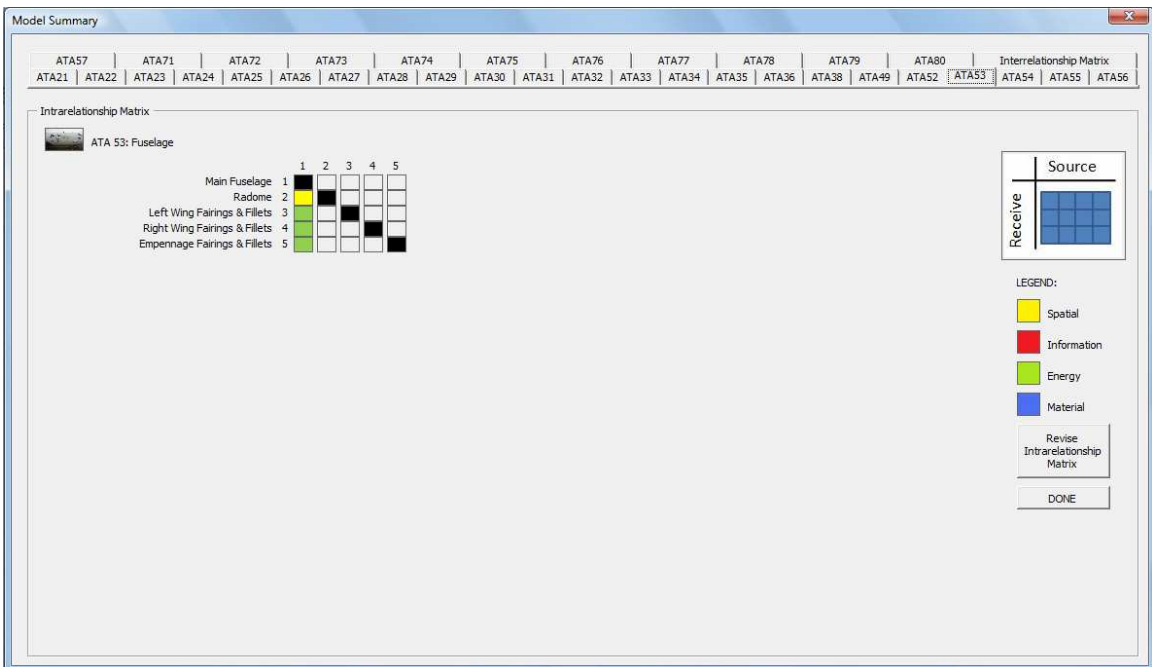 Model Summary
x
ATA57 ATA71 ATA72 ATA73 ATA74 ATA75 ATA76 ATA77 ATA78 ATA79 ATA80 Interrelationship Matrix
ATA21 ATA22 ATA23 ATA24 ATA25 ATA26 ATA27 ATA28 ATA29 ATA30 ATA31 ATA32 ATA33 ATA34 ATA35 ATA36 ATA38 ATA49 ATA52 ATA53 ATA54 ATA55 ATA56
Intrarelationship Matrix
ATA 53: Fuselage
1 2 3 4 5
Main Fuselage 1
Radome 2
Left Wing Fairings & Fillets 3
Right Wing Fairings & Fillets 4
Empennage Fairings & Fillets 5
Source
Receive
LEGEND:
Spatial
Information
Energy
Material
Revise
Intrarelationship
Matrix
DONE